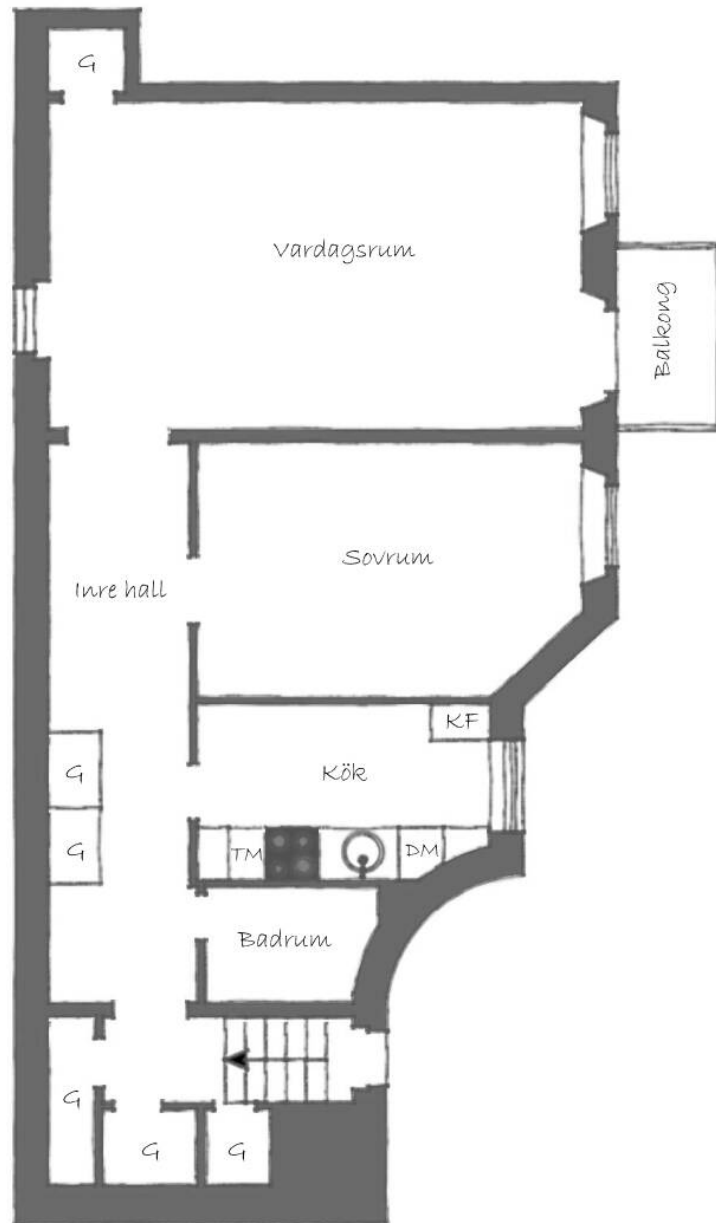 G
Vardagsrum
Balkong
Sovrum
Inre hall
KF
Kök
G
G
TM
DM
Badrum
G
G
G